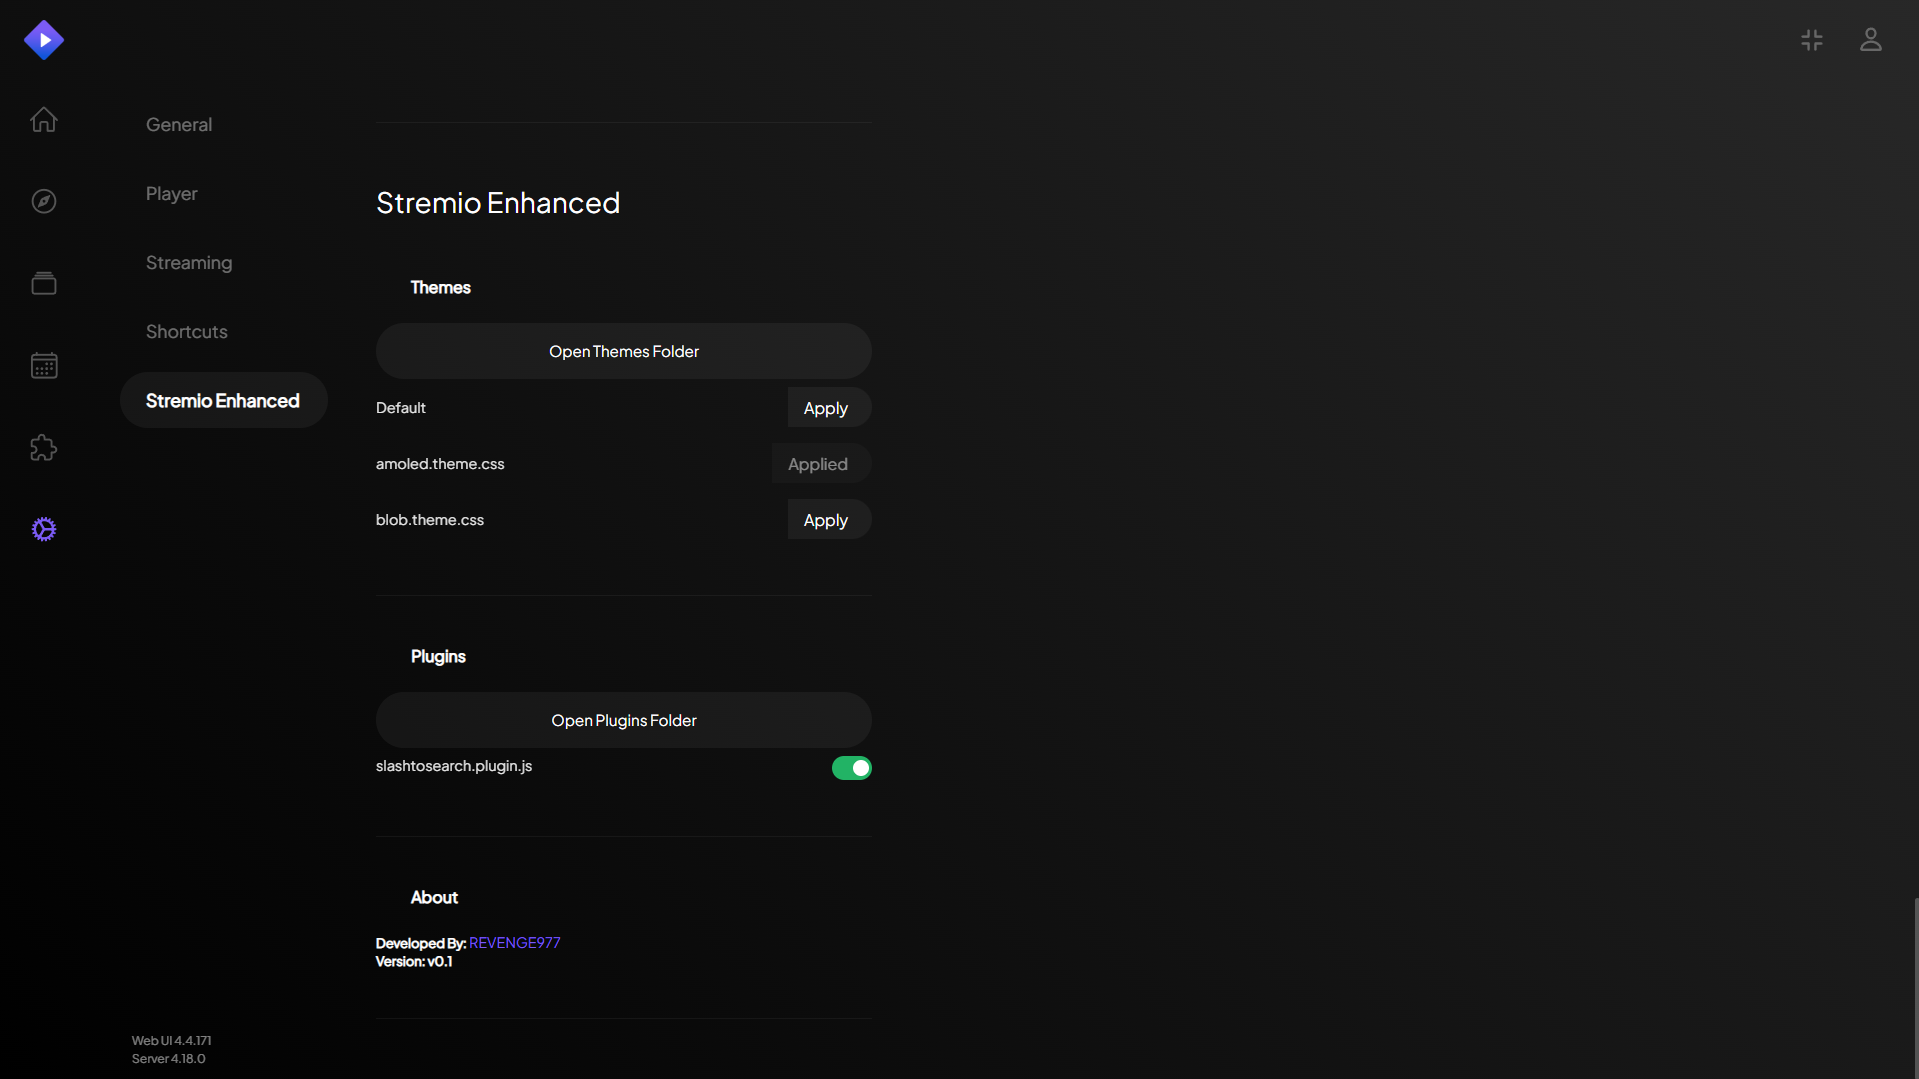 General
Player
Streaming
Shortcuts
Stremio Enhanced
Stremio Enhanced
Themes
Open Themes Folder
Default Apply
amoled.theme.css Applied
blob.theme.css Apply
Plugins
Open Plugins Folder
slashtosearch.plugin.js
About
Developed By: REVENGE977
Version: v0.1
Web UI 4.4.171
Server 4.18.0